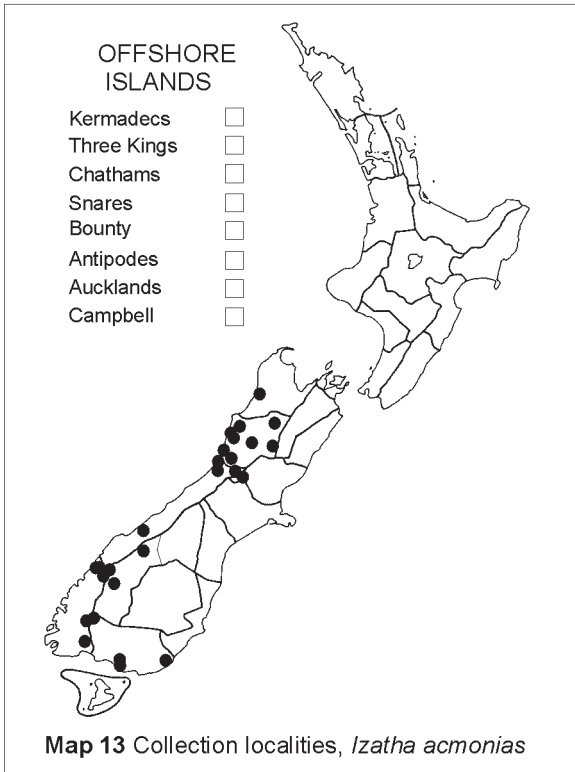 OFFSHORE
ISLANDS
Kermadecs
Three Kings
Chathams
Snares
Bounty
Antipodes
Aucklands
Campbell
Map 13 Collection localities, Izatha acmonias